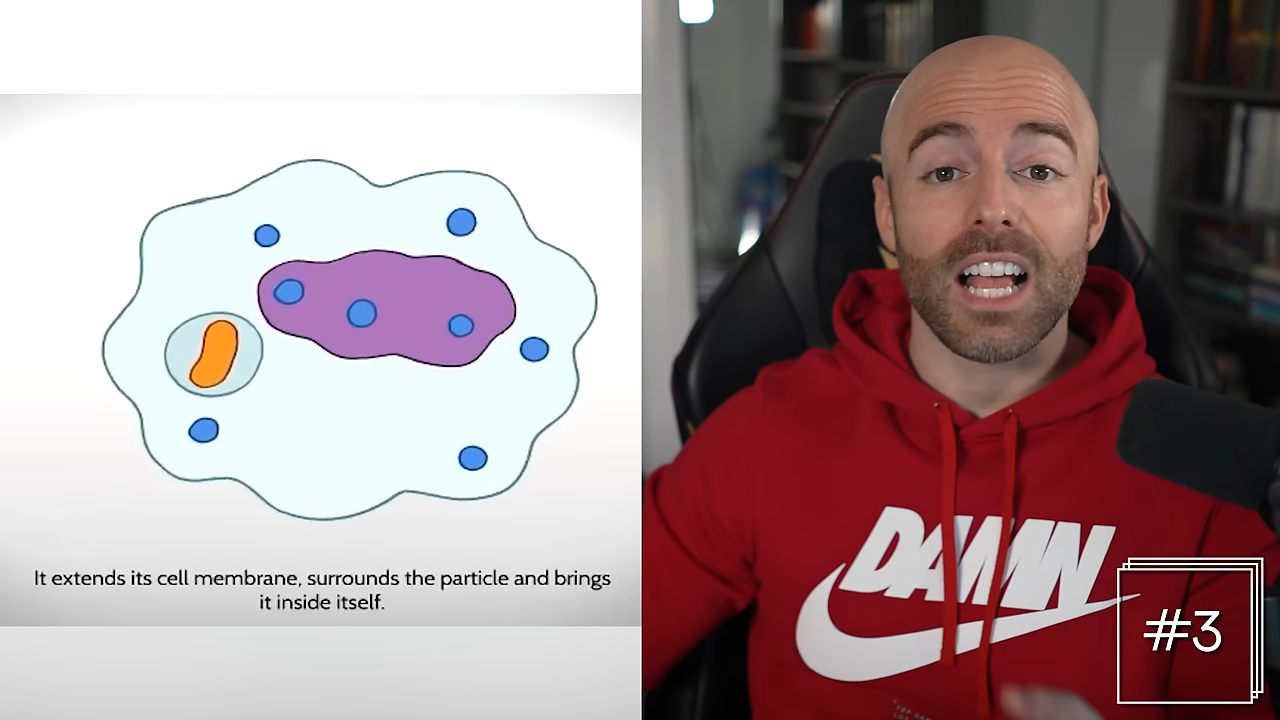 It extends its cell membrane, surrounds the particle and brings
it inside itself.
DAMN
#3